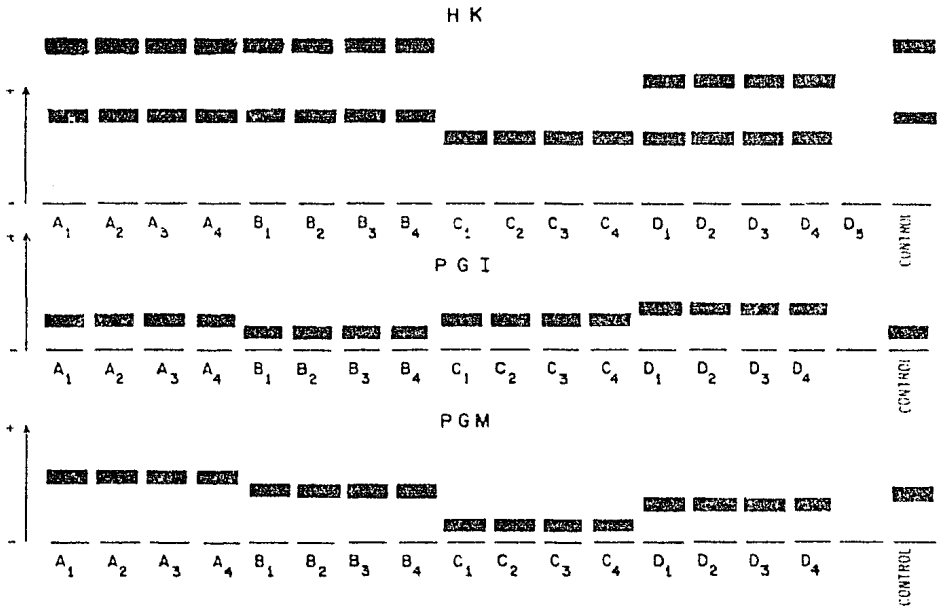 H K
+
-
A1 A2 A3 A4 B1 B2 B3 B4 C1 C2 C3 C4 D1 D2 D3 D4 D5 CONTROL
+
P G I
-
A1 A2 A3 A4 B1 B2 B3 B4 C1 C2 C3 C4 D1 D2 D3 D4 CONTROL
P G M
+
-
A1 A2 A3 A4 B1 B2 B3 B4 C1 C2 C3 C4 D1 D2 D3 D4 CONTROL